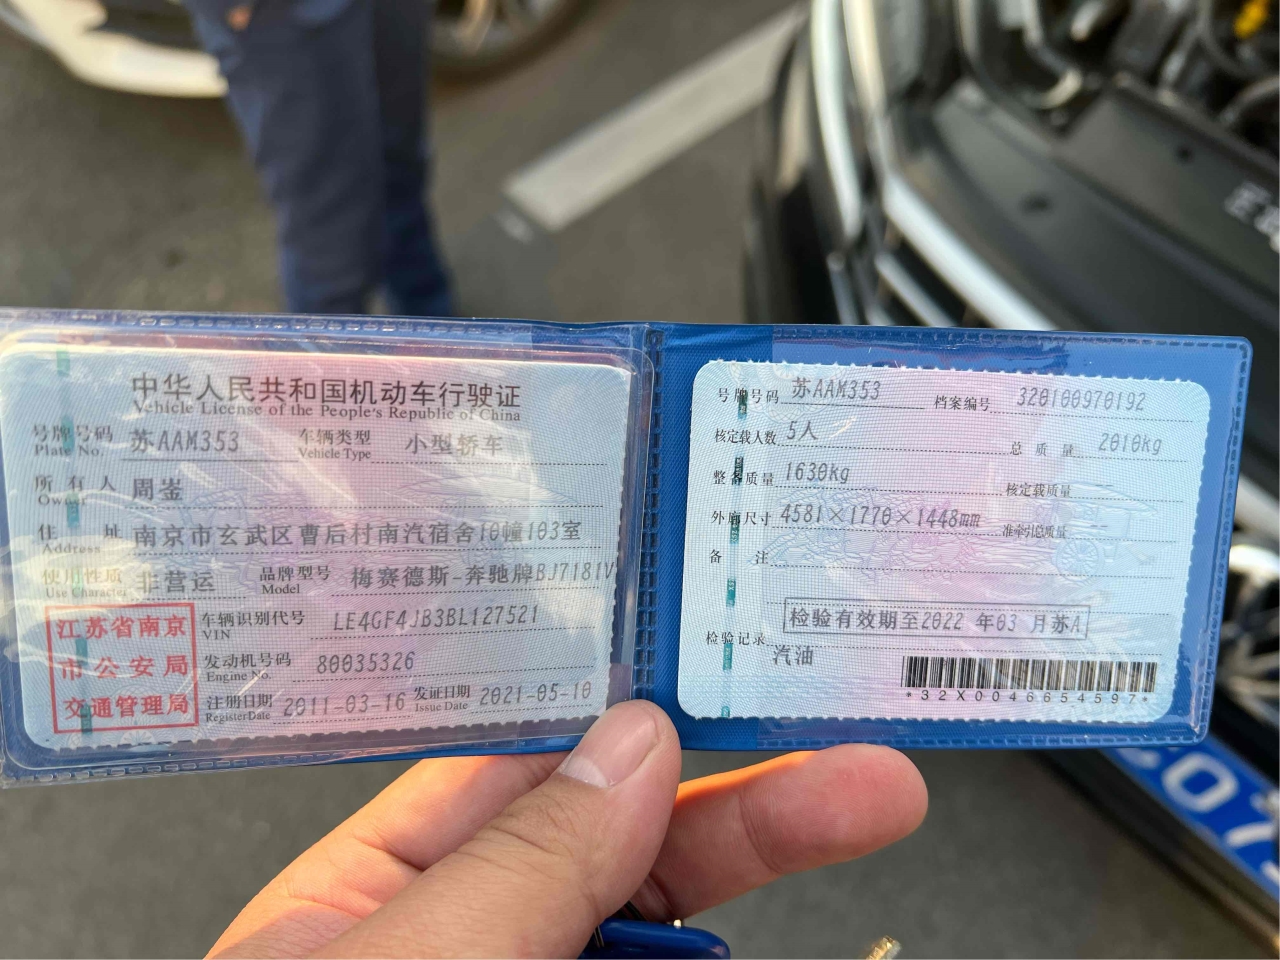 中华人民共和国机动车行驶证
Vehicle License of the People's Republic of China
号牌号码 苏AAM353 车辆类型 小型轿车
Plate No. Vehicle Type
所有人 周崟
Owner
住址 南京市玄武区曹后村南汽宿舍10幢103室
Address
使用性质 非营运 品牌型号 梅赛德斯-奔驰牌BJ7181V
Use Character Model
江苏省南京
市公安局
交通管理局
车辆识别代号 LE4GF4JB3BL127521
VIN
发动机号码 80035326
Engine No.
注册日期 2011-03-16 发证日期 2021-05-10
Register Date Issue Date
号牌号码 苏AAM353 档案编号 320100970192
核定载人数 5人 总质量 2010kg
整备质量 1630kg 核定载质量 --
外廓尺寸 4581×1770×1448mm 准牵引总质量 --
备注
检验有效期至2022 年03 月苏A
检验记录
汽油
*32X0046654597*